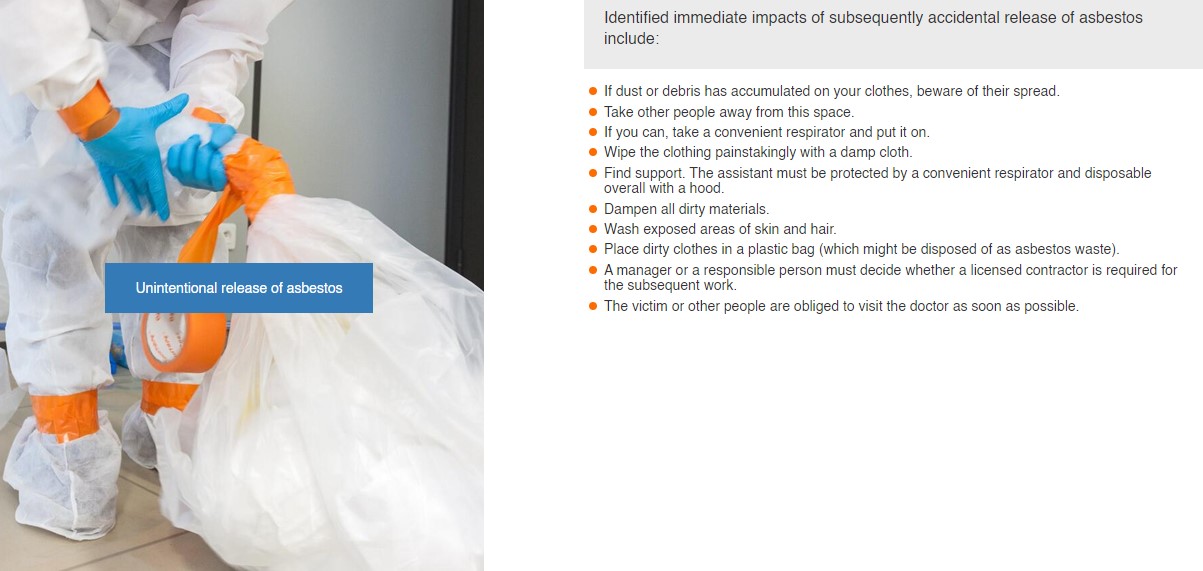 Identified immediate impacts of subsequently accidental release of asbestos
include:
If dust or debris has accumulated on your clothes, beware of their spread.
Take other people away from this space.
If you can, take a convenient respirator and put it on.
Wipe the clothing painstakingly with a damp cloth.
Find support. The assistant must be protected by a convenient respirator and disposable
overall with a hood.
Dampen all dirty materials.
Wash exposed areas of skin and hair.
Place dirty clothes in a plastic bag (which might be disposed of as asbestos waste).
A manager or a responsible person must decide whether a licensed contractor is required for
the subsequent work.
The victim or other people are obliged to visit the doctor as soon as possible.
Unintentional release of asbestos